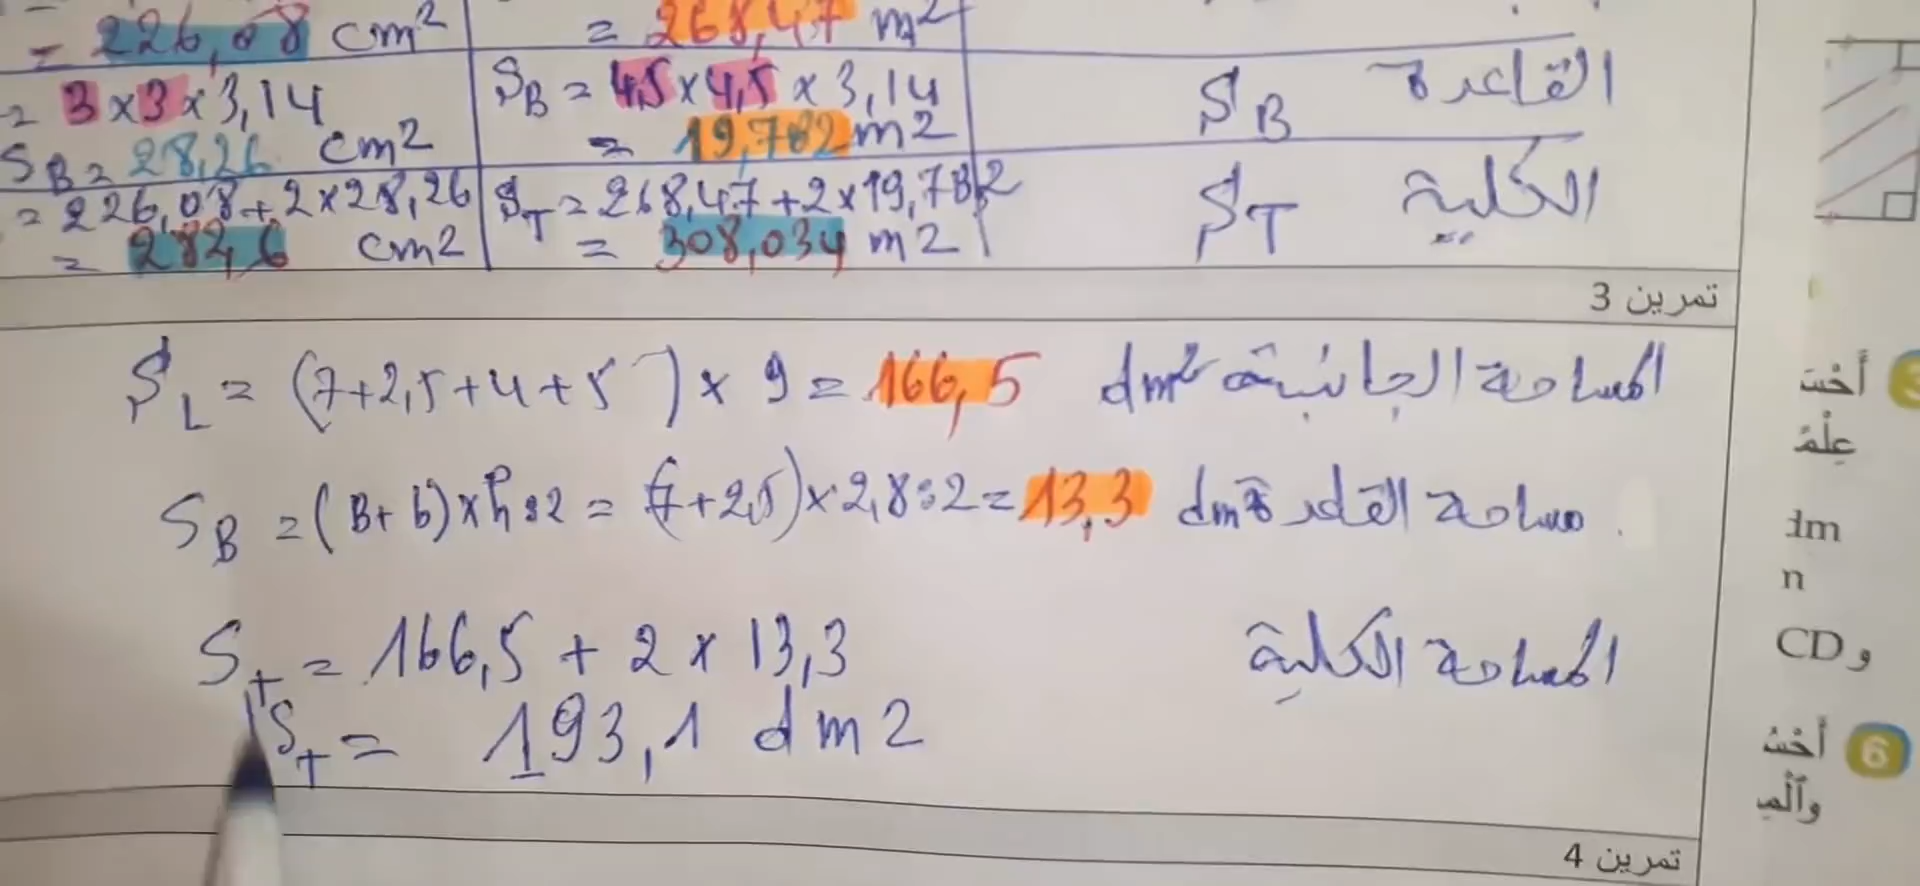 = 226,08 cm²
= 268,47 m²
= 3 x 3 x 3,14
S_B = 4,5 x 4,5 x 3,14
القاعدة S_B
S_B = 28,26 cm2
= 19,782 m2
= 226,08 + 2 x 28,26
S_T = 268,47 + 2 x 19,782
الكلية S_T
= 282,6 cm2
= 308,034 m2
تمرين 3
S_L = (7+2,5+4+5) x 9 = 166,5 dm² المساحة الجانبية
S_B = (B+b) x h : 2 = (7+2,5) x 2,8 : 2 = 13,3 dm² مساحة القاعدة
S_T = 166,5 + 2 x 13,3 المساحة الكلية
S_T = 193,1 dm2
تمرين 4
أَحْسُ
عِلْم
dm
n
و CD
6 أَحْسُ
وَٱلْمِ